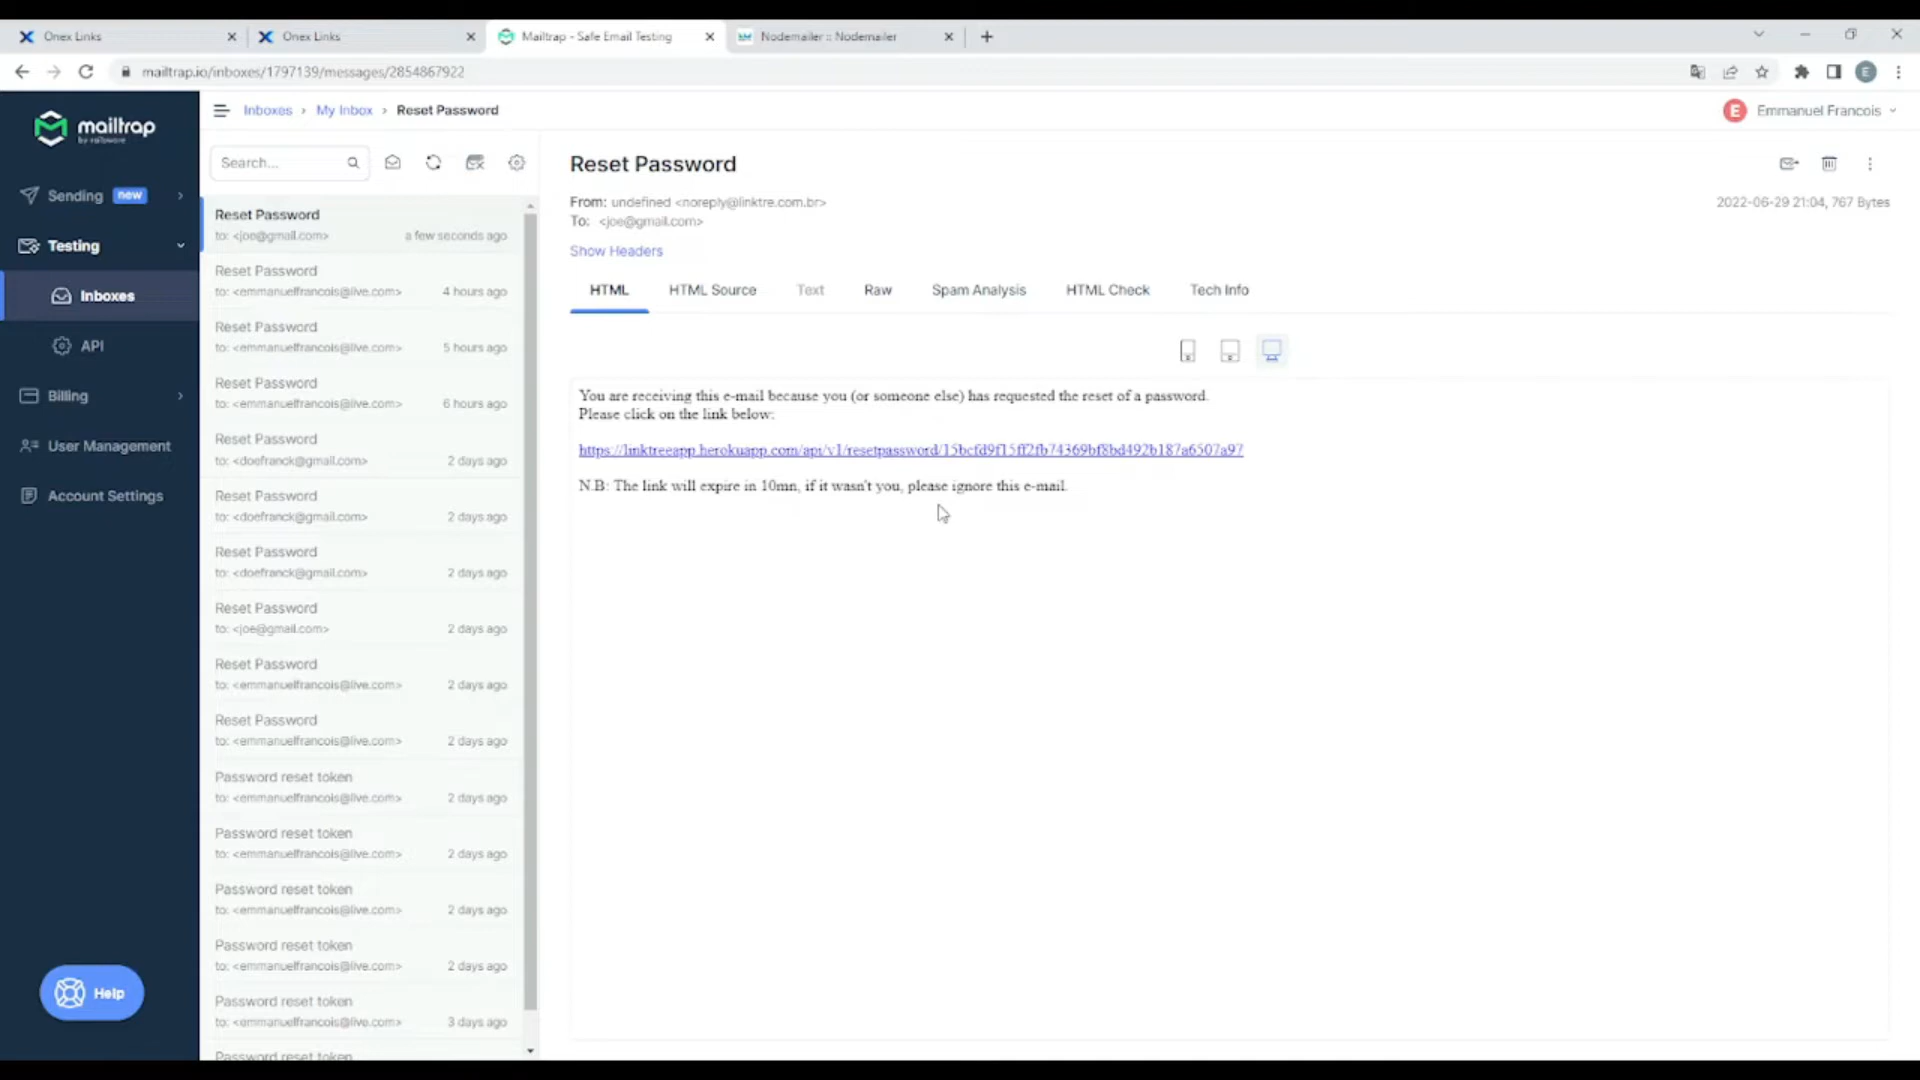 Onex Links
Onex Links
Mailtrap - Safe Email Testing
Nodemailer :: Nodemailer
mailtrap.io/inboxes/1797139/messages/2854867922
E
mailtrap
by railsware
Inboxes › My Inbox › Reset Password
E Emmanuel Francois
Sending new
Testing
Inboxes
API
Billing
User Management
Account Settings
Help
Search...
Reset Password
to: <joe@gmail.com> a few seconds ago
Reset Password
to: <emmanuelfrancois@live.com> 4 hours ago
Reset Password
to: <emmanuelfrancois@live.com> 5 hours ago
Reset Password
to: <emmanuelfrancois@live.com> 6 hours ago
Reset Password
to: <doefranck@gmail.com> 2 days ago
Reset Password
to: <doefranck@gmail.com> 2 days ago
Reset Password
to: <doefranck@gmail.com> 2 days ago
Reset Password
to: <joe@gmail.com> 2 days ago
Reset Password
to: <emmanuelfrancois@live.com> 2 days ago
Reset Password
to: <emmanuelfrancois@live.com> 2 days ago
Password reset token
to: <emmanuelfrancois@live.com> 2 days ago
Password reset token
to: <emmanuelfrancois@live.com> 2 days ago
Password reset token
to: <emmanuelfrancois@live.com> 2 days ago
Password reset token
to: <emmanuelfrancois@live.com> 2 days ago
Password reset token
to: <emmanuelfrancois@live.com> 3 days ago
Password reset token
Reset Password
From: undefined <noreply@linktre.com.br>
2022-06-29 21:04, 767 Bytes
To: <joe@gmail.com>
Show Headers
HTML HTML Source Text Raw Spam Analysis HTML Check Tech Info
You are receiving this e-mail because you (or someone else) has requested the reset of a password.
Please click on the link below:
https://linktreeapp.herokuapp.com/api/v1/resetpassword/15bcfd9f15ff2fb74369bf8bd492b187a6507a97
N.B: The link will expire in 10mn, if it wasn't you, please ignore this e-mail.